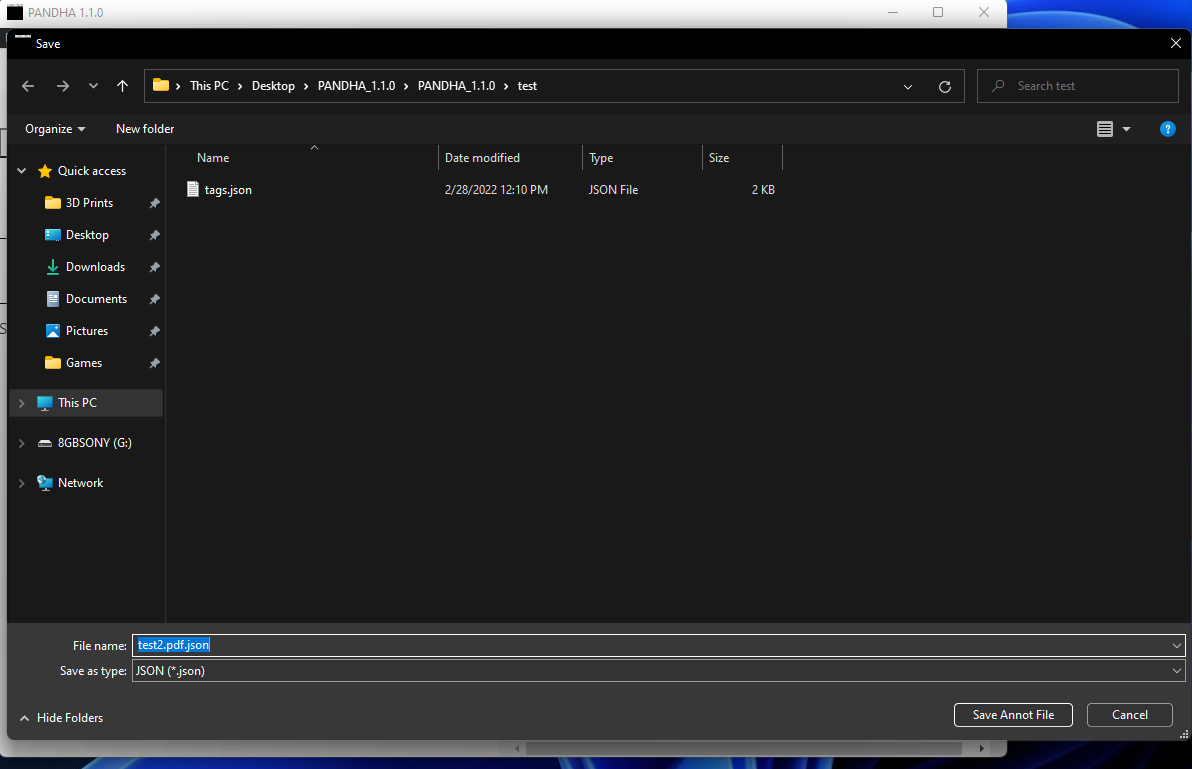 PANDHA 1.1.0
Save
This PC > Desktop > PANDHA_1.1.0 > PANDHA_1.1.0 > test
Search test
Organize
New folder
?
Name
Date modified
Type
Size
tags.json
2/28/2022 12:10 PM
JSON File
2 KB
Quick access
3D Prints
Desktop
Downloads
Documents
Pictures
Games
This PC
8GBSONY (G:)
Network
S
File name: test2.pdf.json
Save as type: JSON (*.json)
Hide Folders
Save Annot File
Cancel